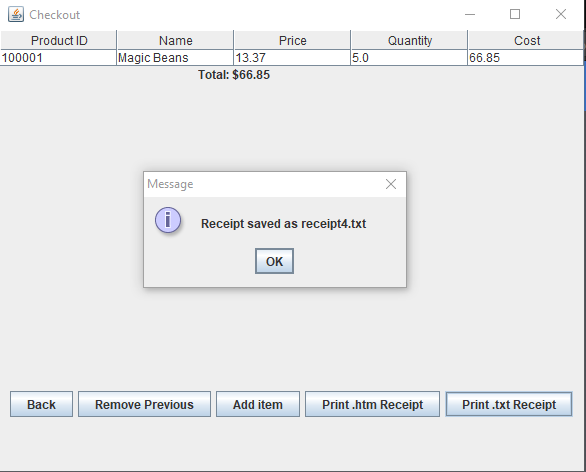 Checkout
Product ID Name Price Quantity Cost
100001 Magic Beans 13.37 5.0 66.85
Total: $66.85
Message
i
Receipt saved as receipt4.txt
OK
Back Remove Previous Add item Print .htm Receipt Print .txt Receipt